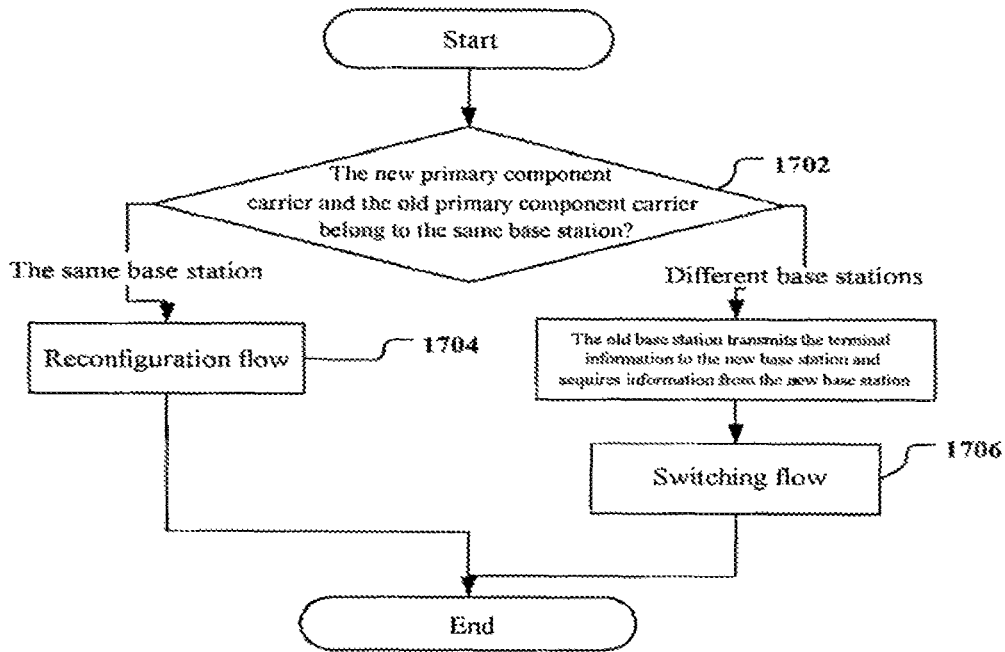 Start
1702
The new primary component
carrier and the old primary component carrier
belong to the same base station?
The same base station
Different base stations
Reconfiguration flow
1704
The old base station transmits the terminal
information to the new base station and
acquires information from the new base station
Switching flow
1706
End